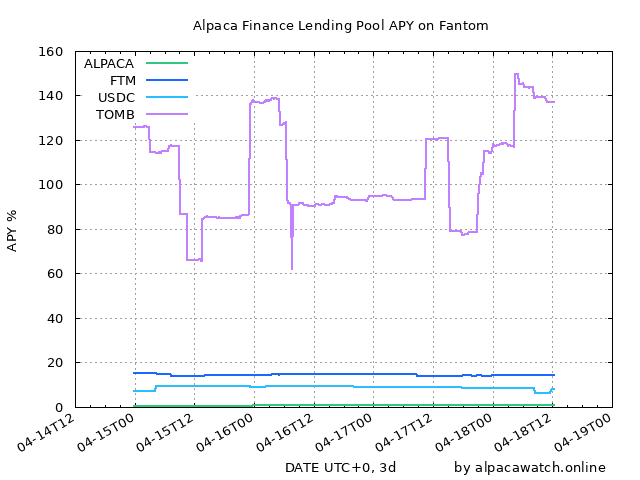 Alpaca Finance Lending Pool APY on Fantom
160
140
120
100
80
60
40
20
0
APY %
ALPACA
FTM
USDC
TOMB
04-14T12
04-15T00
04-15T12
04-16T00
04-16T12
04-17T00
04-17T12
04-18T00
04-18T12
04-19T00
DATE UTC+0, 3d
by alpacawatch.online